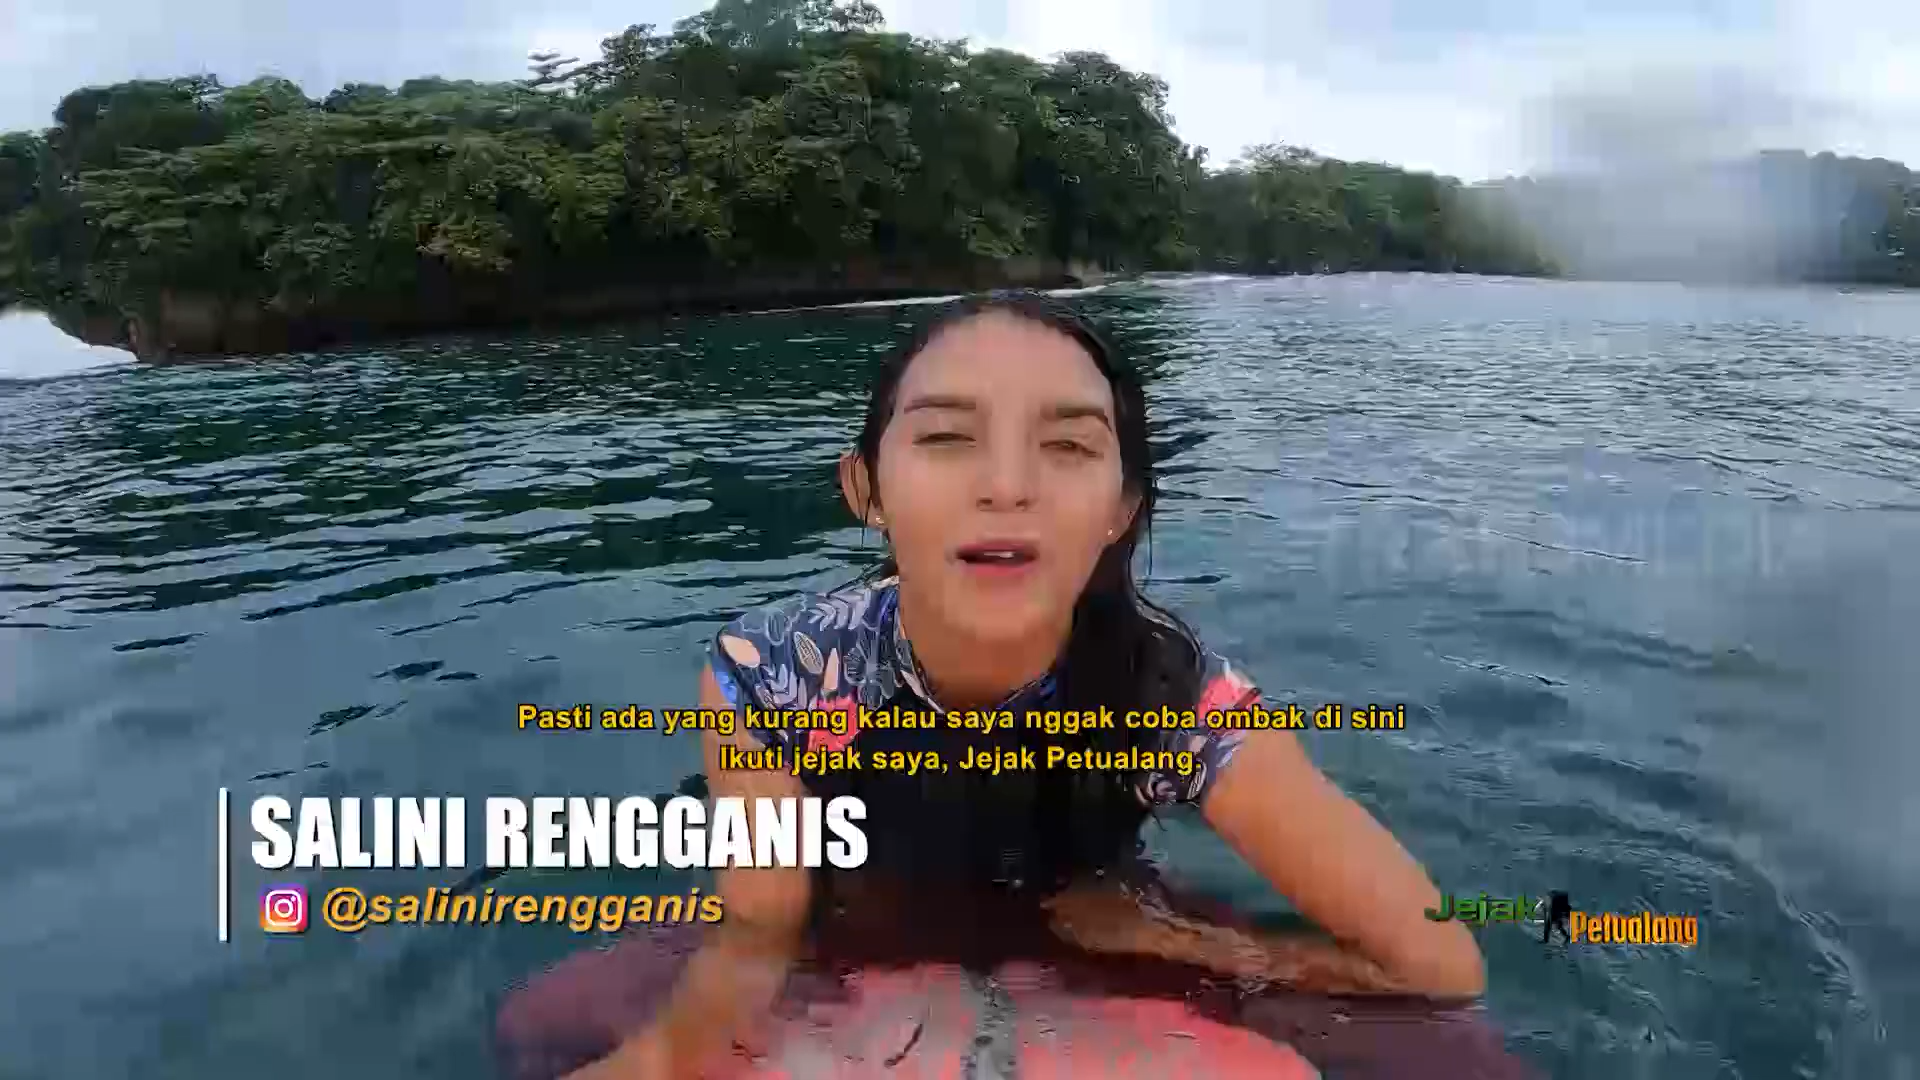 Pasti ada yang kurang kalau saya nggak coba ombak di sini
Ikuti jejak saya, Jejak Petualang.
SALINI RENGGANIS
@salinirengganis
Jejak Petualang